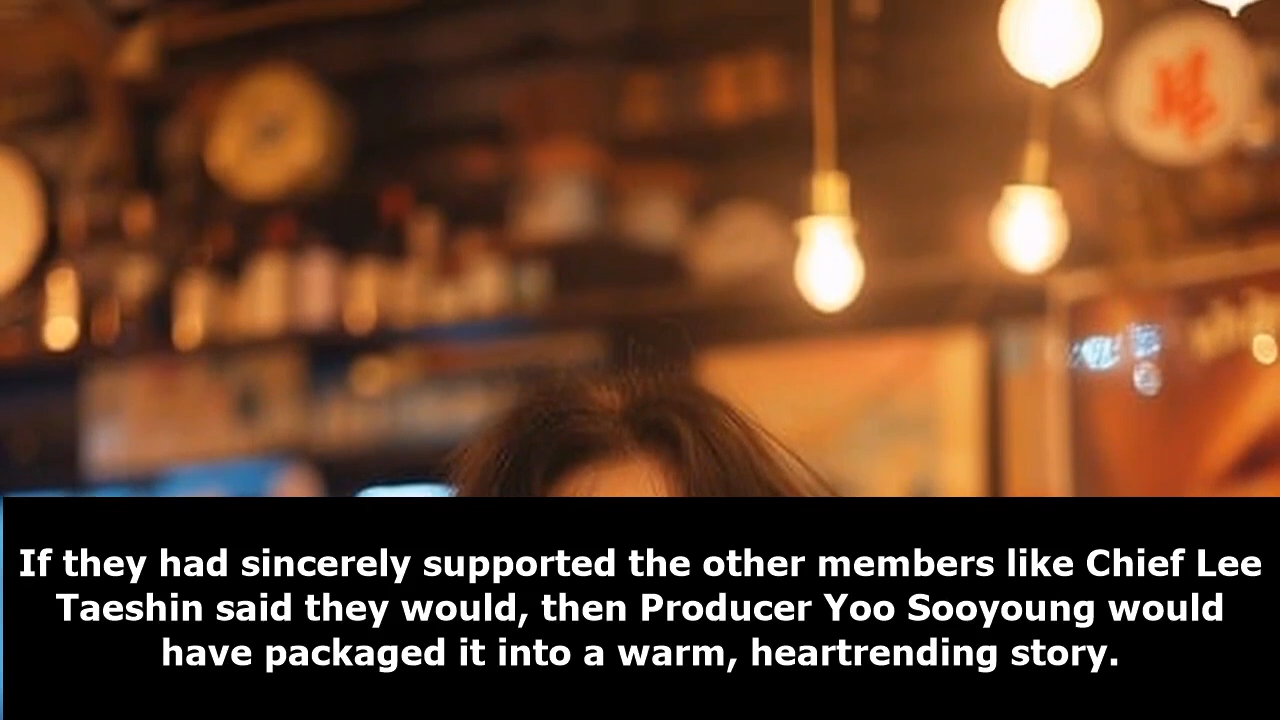 If they had sincerely supported the other members like Chief Lee
Taeshin said they would, then Producer Yoo Sooyoung would
have packaged it into a warm, heartrending story.